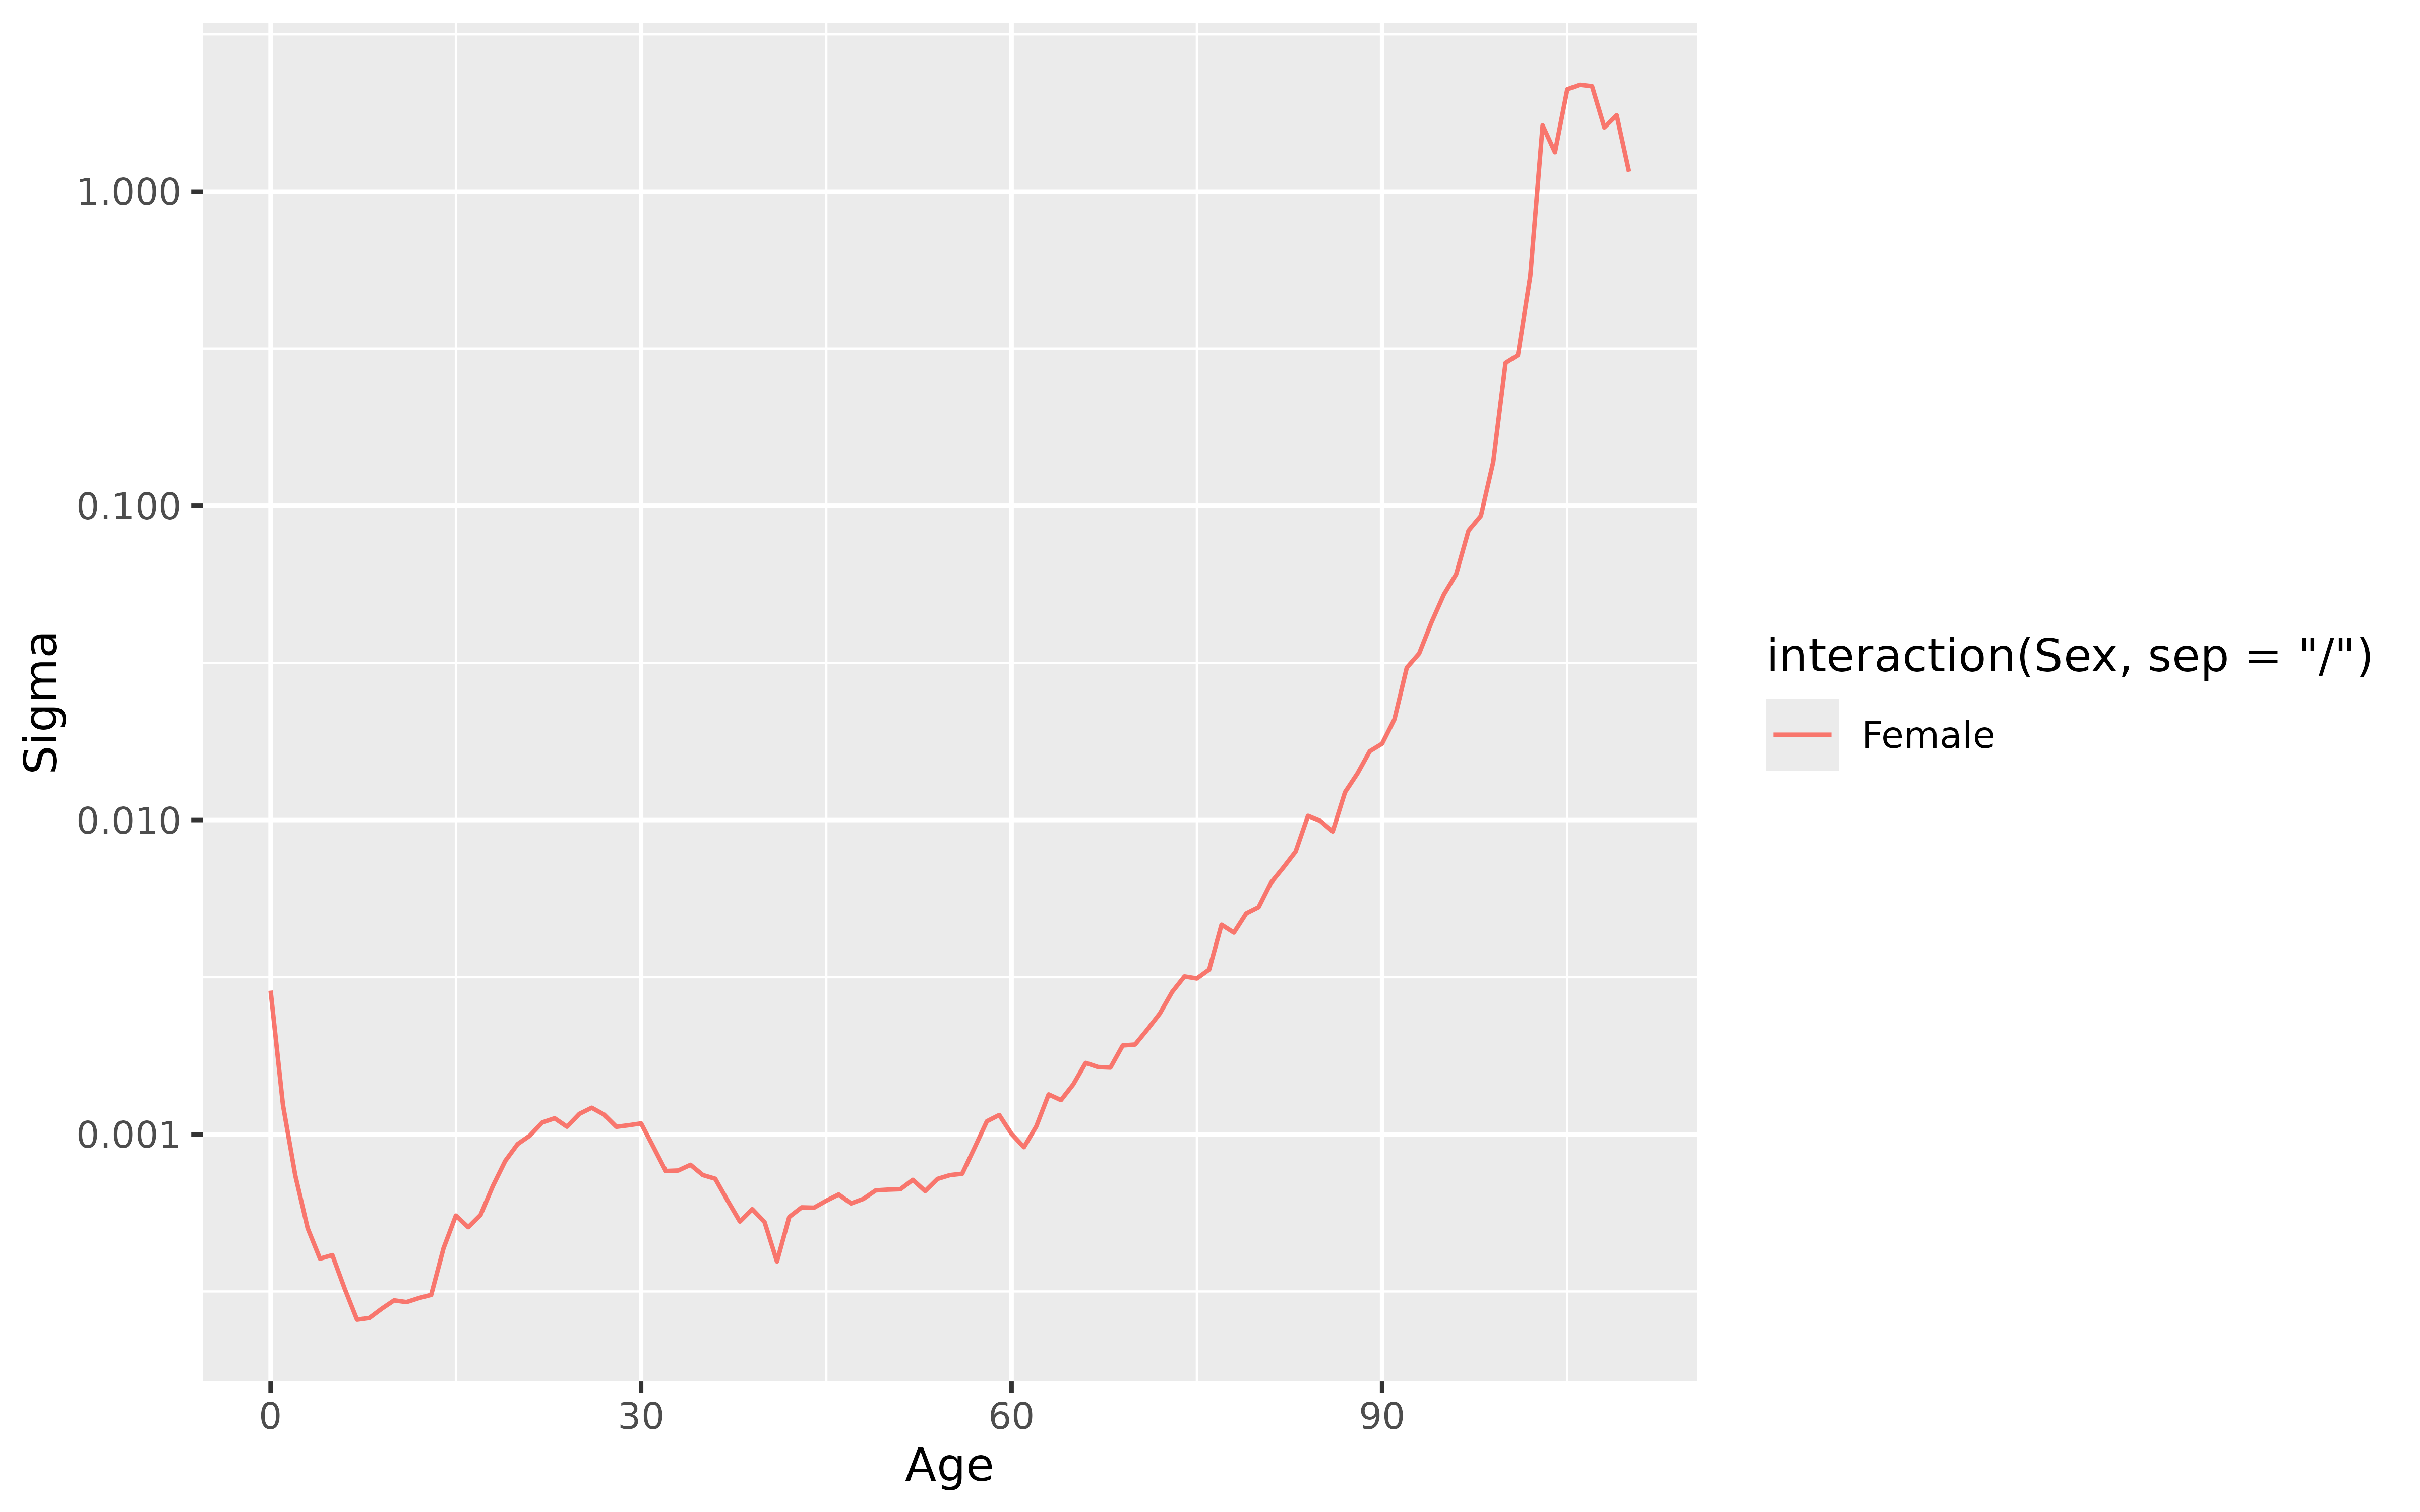 1.000
0.100
0.010
0.001
Sigma
0 30 60 90
Age
interaction(Sex, sep = "/")
Female